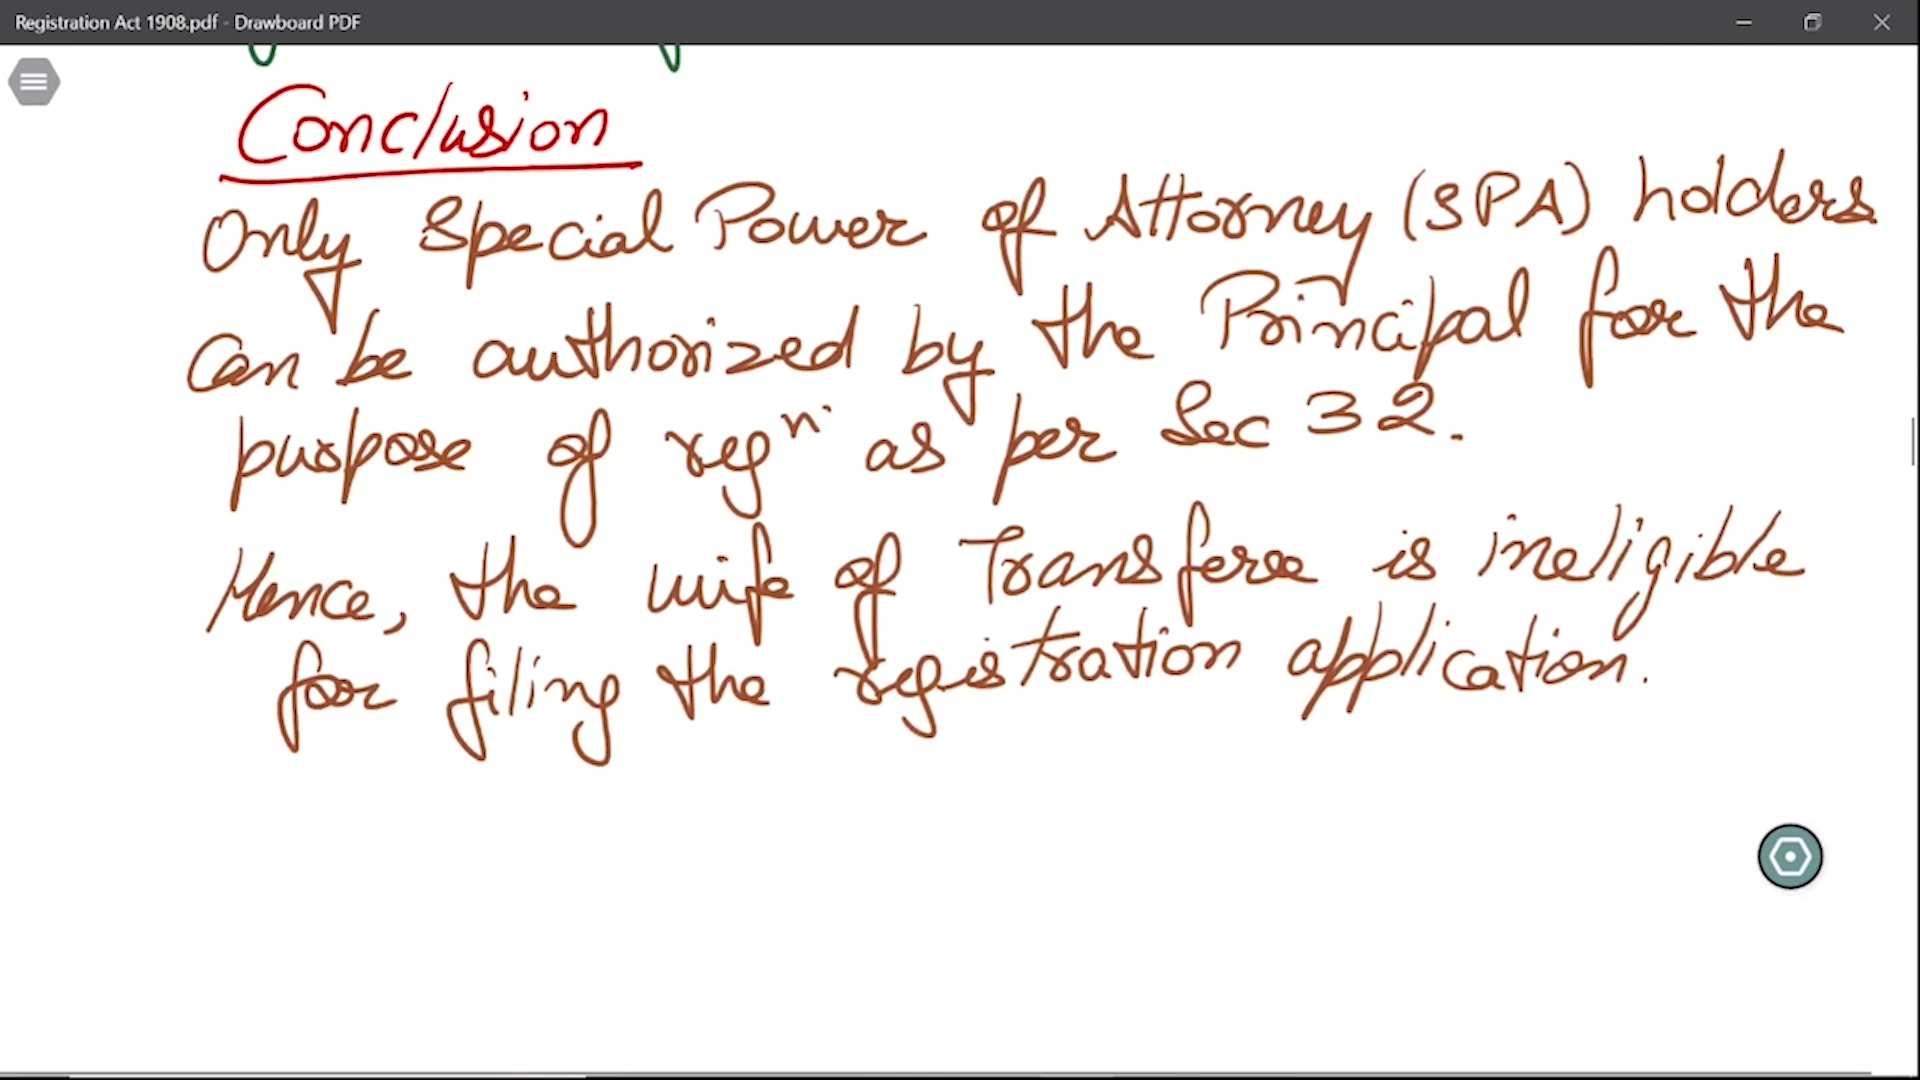 Registration Act 1908.pdf - Drawboard PDF
Conclusion
Only Special Power of Attorney (SPA) holders
can be authorized by the Principal for the
purpose of regn. as per Sec 32.
Hence, the wife of Transferee is ineligible
for filing the registration application.